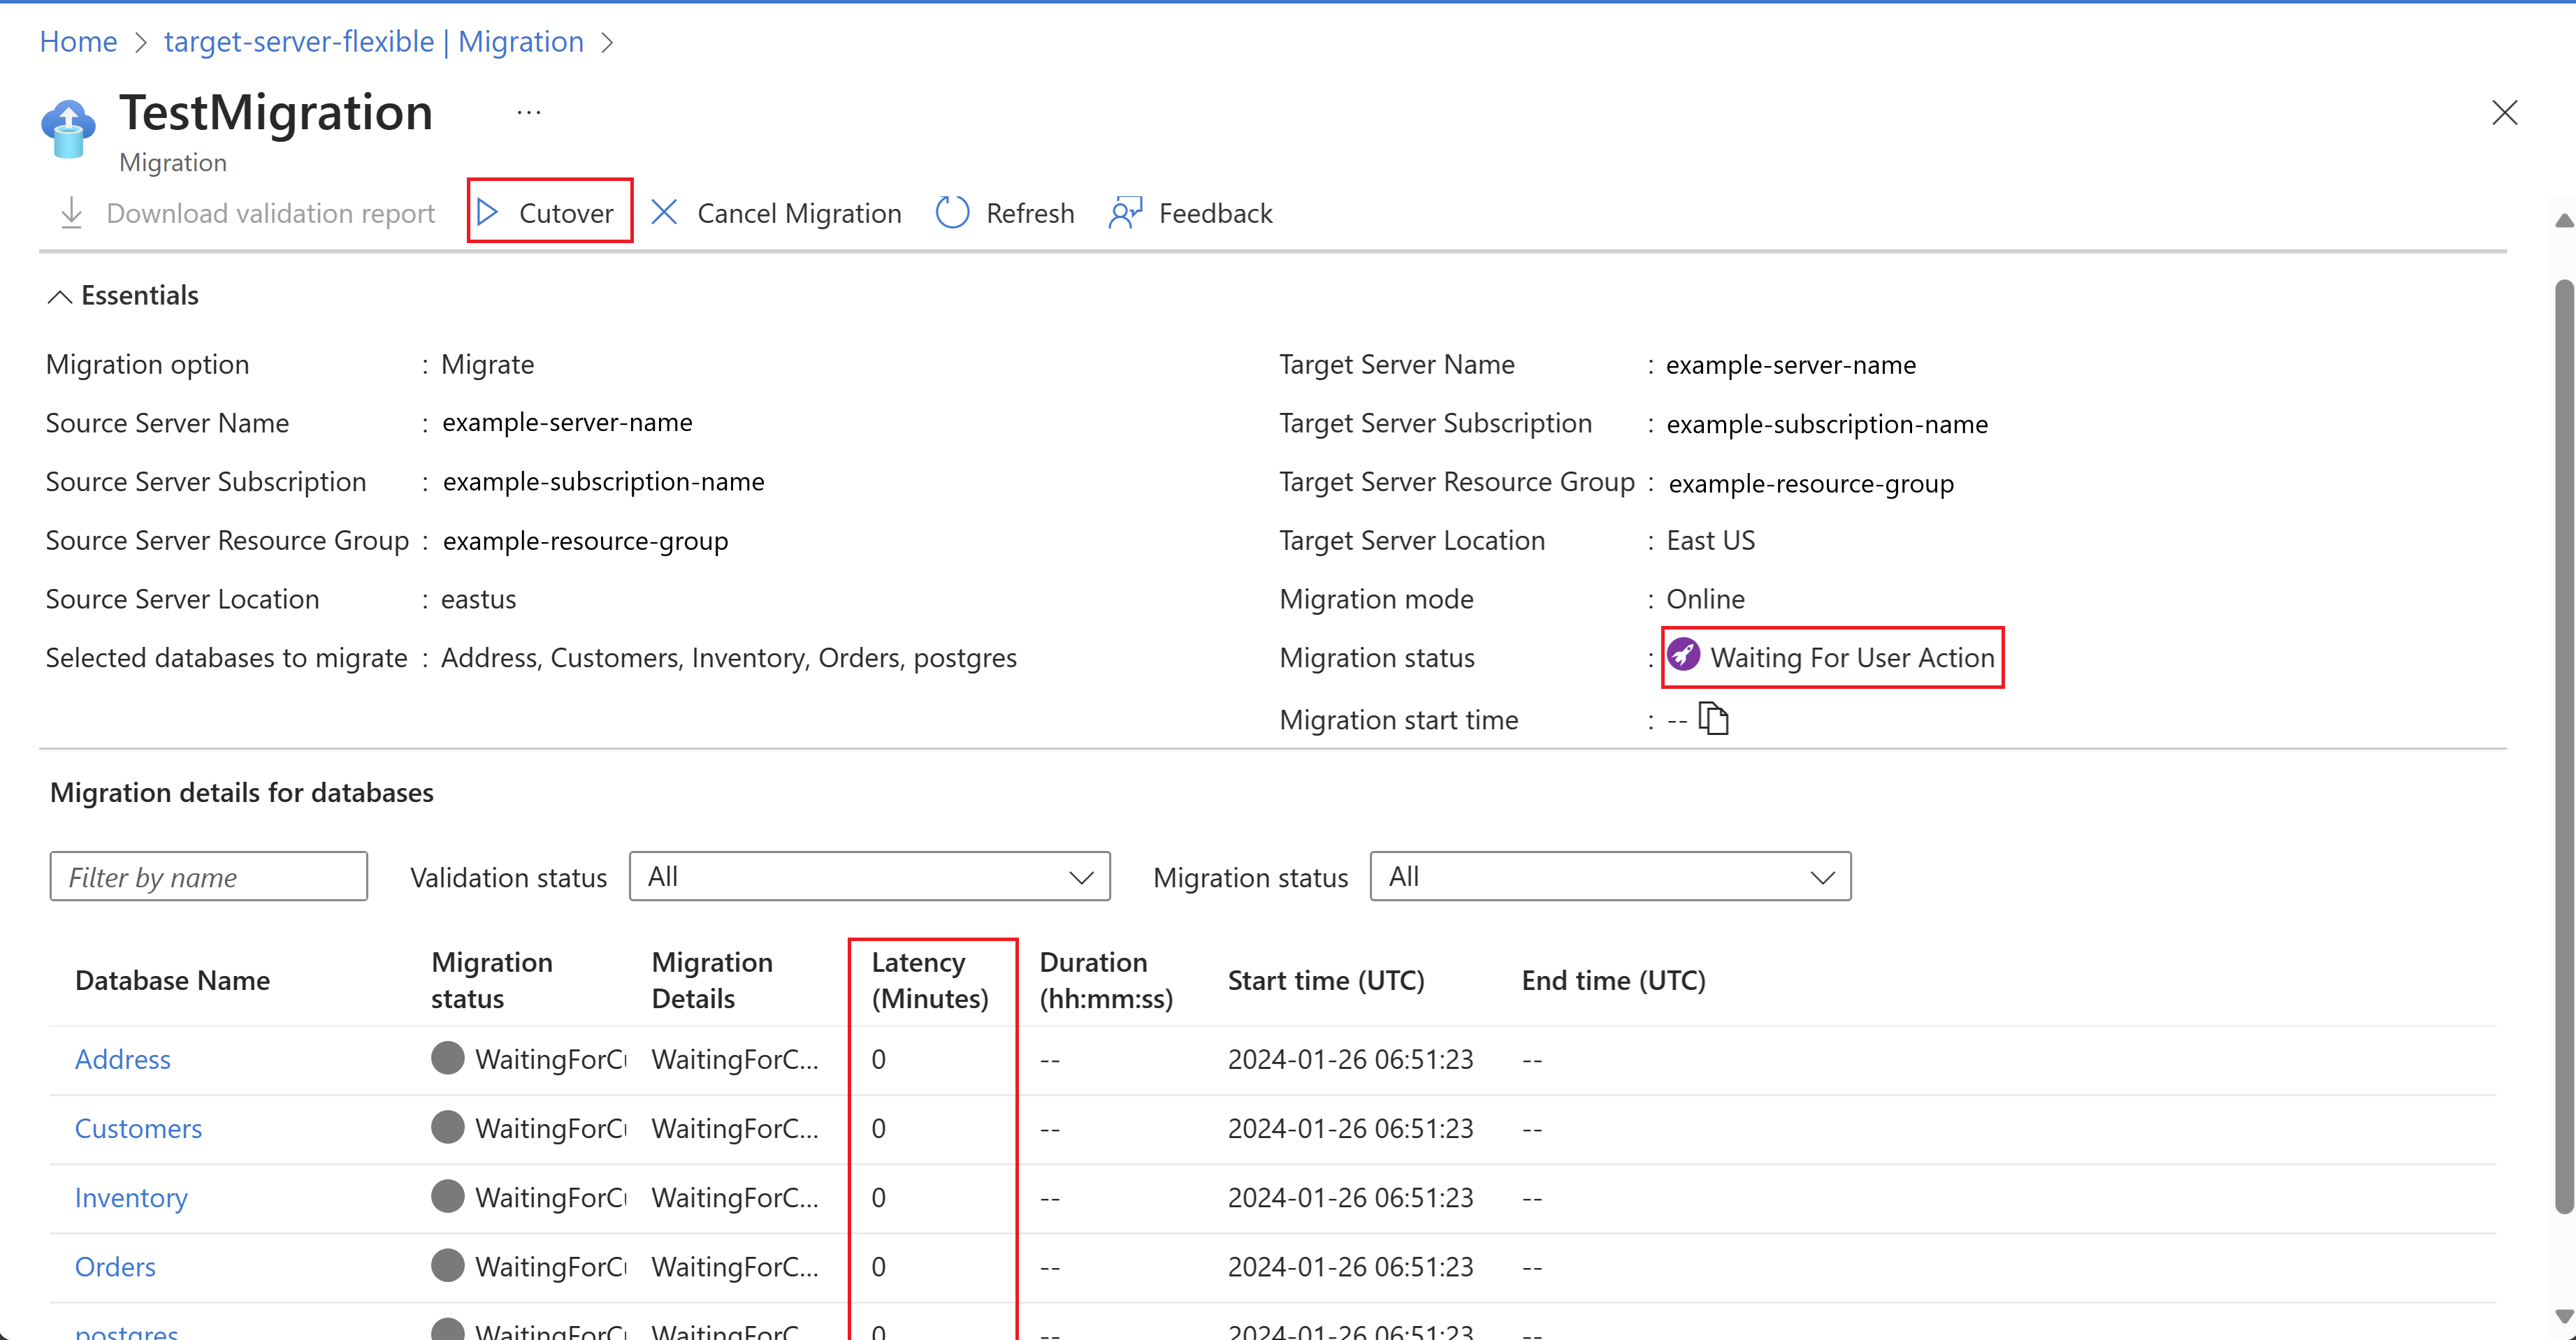 Home > target-server-flexible | Migration >
TestMigration ...
Migration
Download validation report Cutover Cancel Migration Refresh Feedback
Essentials
Migration option : Migrate
Source Server Name : example-server-name
Source Server Subscription : example-subscription-name
Source Server Resource Group : example-resource-group
Source Server Location : eastus
Selected databases to migrate : Address, Customers, Inventory, Orders, postgres
Target Server Name : example-server-name
Target Server Subscription : example-subscription-name
Target Server Resource Group : example-resource-group
Target Server Location : East US
Migration mode : Online
Migration status : Waiting For User Action
Migration start time : --
Migration details for databases
Filter by name Validation status All Migration status All
Database Name Migration status Migration Details Latency (Minutes) Duration (hh:mm:ss) Start time (UTC) End time (UTC)
Address WaitingForC WaitingForC... 0 -- 2024-01-26 06:51:23 --
Customers WaitingForC WaitingForC... 0 -- 2024-01-26 06:51:23 --
Inventory WaitingForC WaitingForC... 0 -- 2024-01-26 06:51:23 --
Orders WaitingForC WaitingForC... 0 -- 2024-01-26 06:51:23 --
postgres WaitingForC WaitingForC... 0 -- 2024-01-26 06:51:23 --